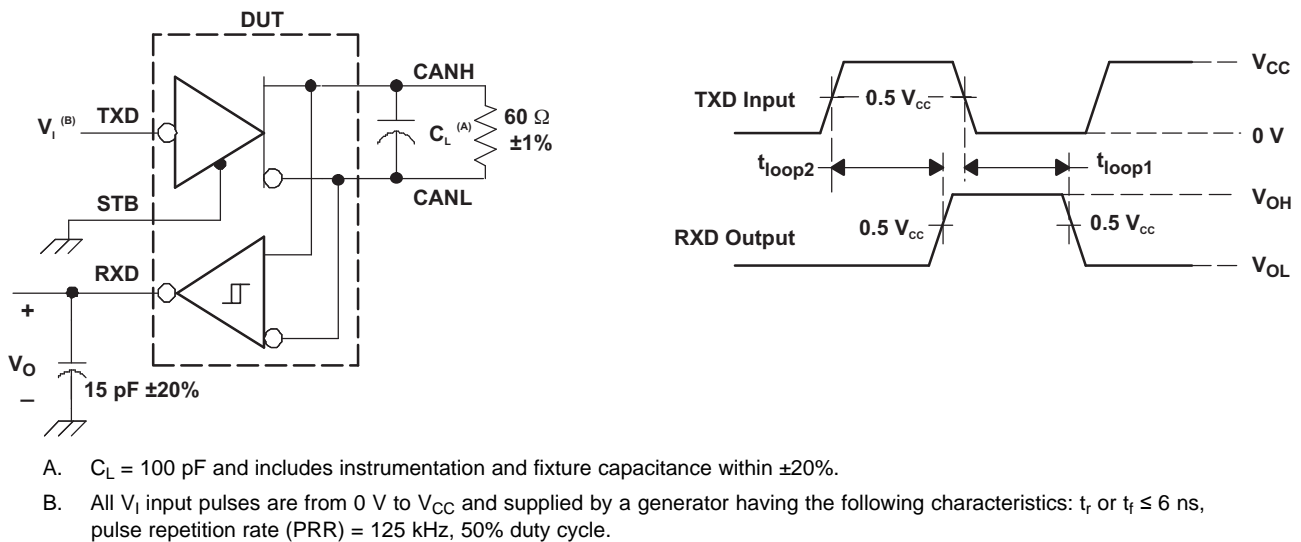 DUT
CANH
TXD
V_I (B)
C_L (A)
60 Ω
±1%
STB
CANL
RXD
+
V_O
–
15 pF ±20%
TXD Input
0.5 V_CC
V_CC
0 V
t_loop2
t_loop1
V_OH
RXD Output
0.5 V_CC
0.5 V_CC
V_OL
A. C_L = 100 pF and includes instrumentation and fixture capacitance within ±20%.
B. All V_I input pulses are from 0 V to V_CC and supplied by a generator having the following characteristics: t_r or t_f ≤ 6 ns,
pulse repetition rate (PRR) = 125 kHz, 50% duty cycle.